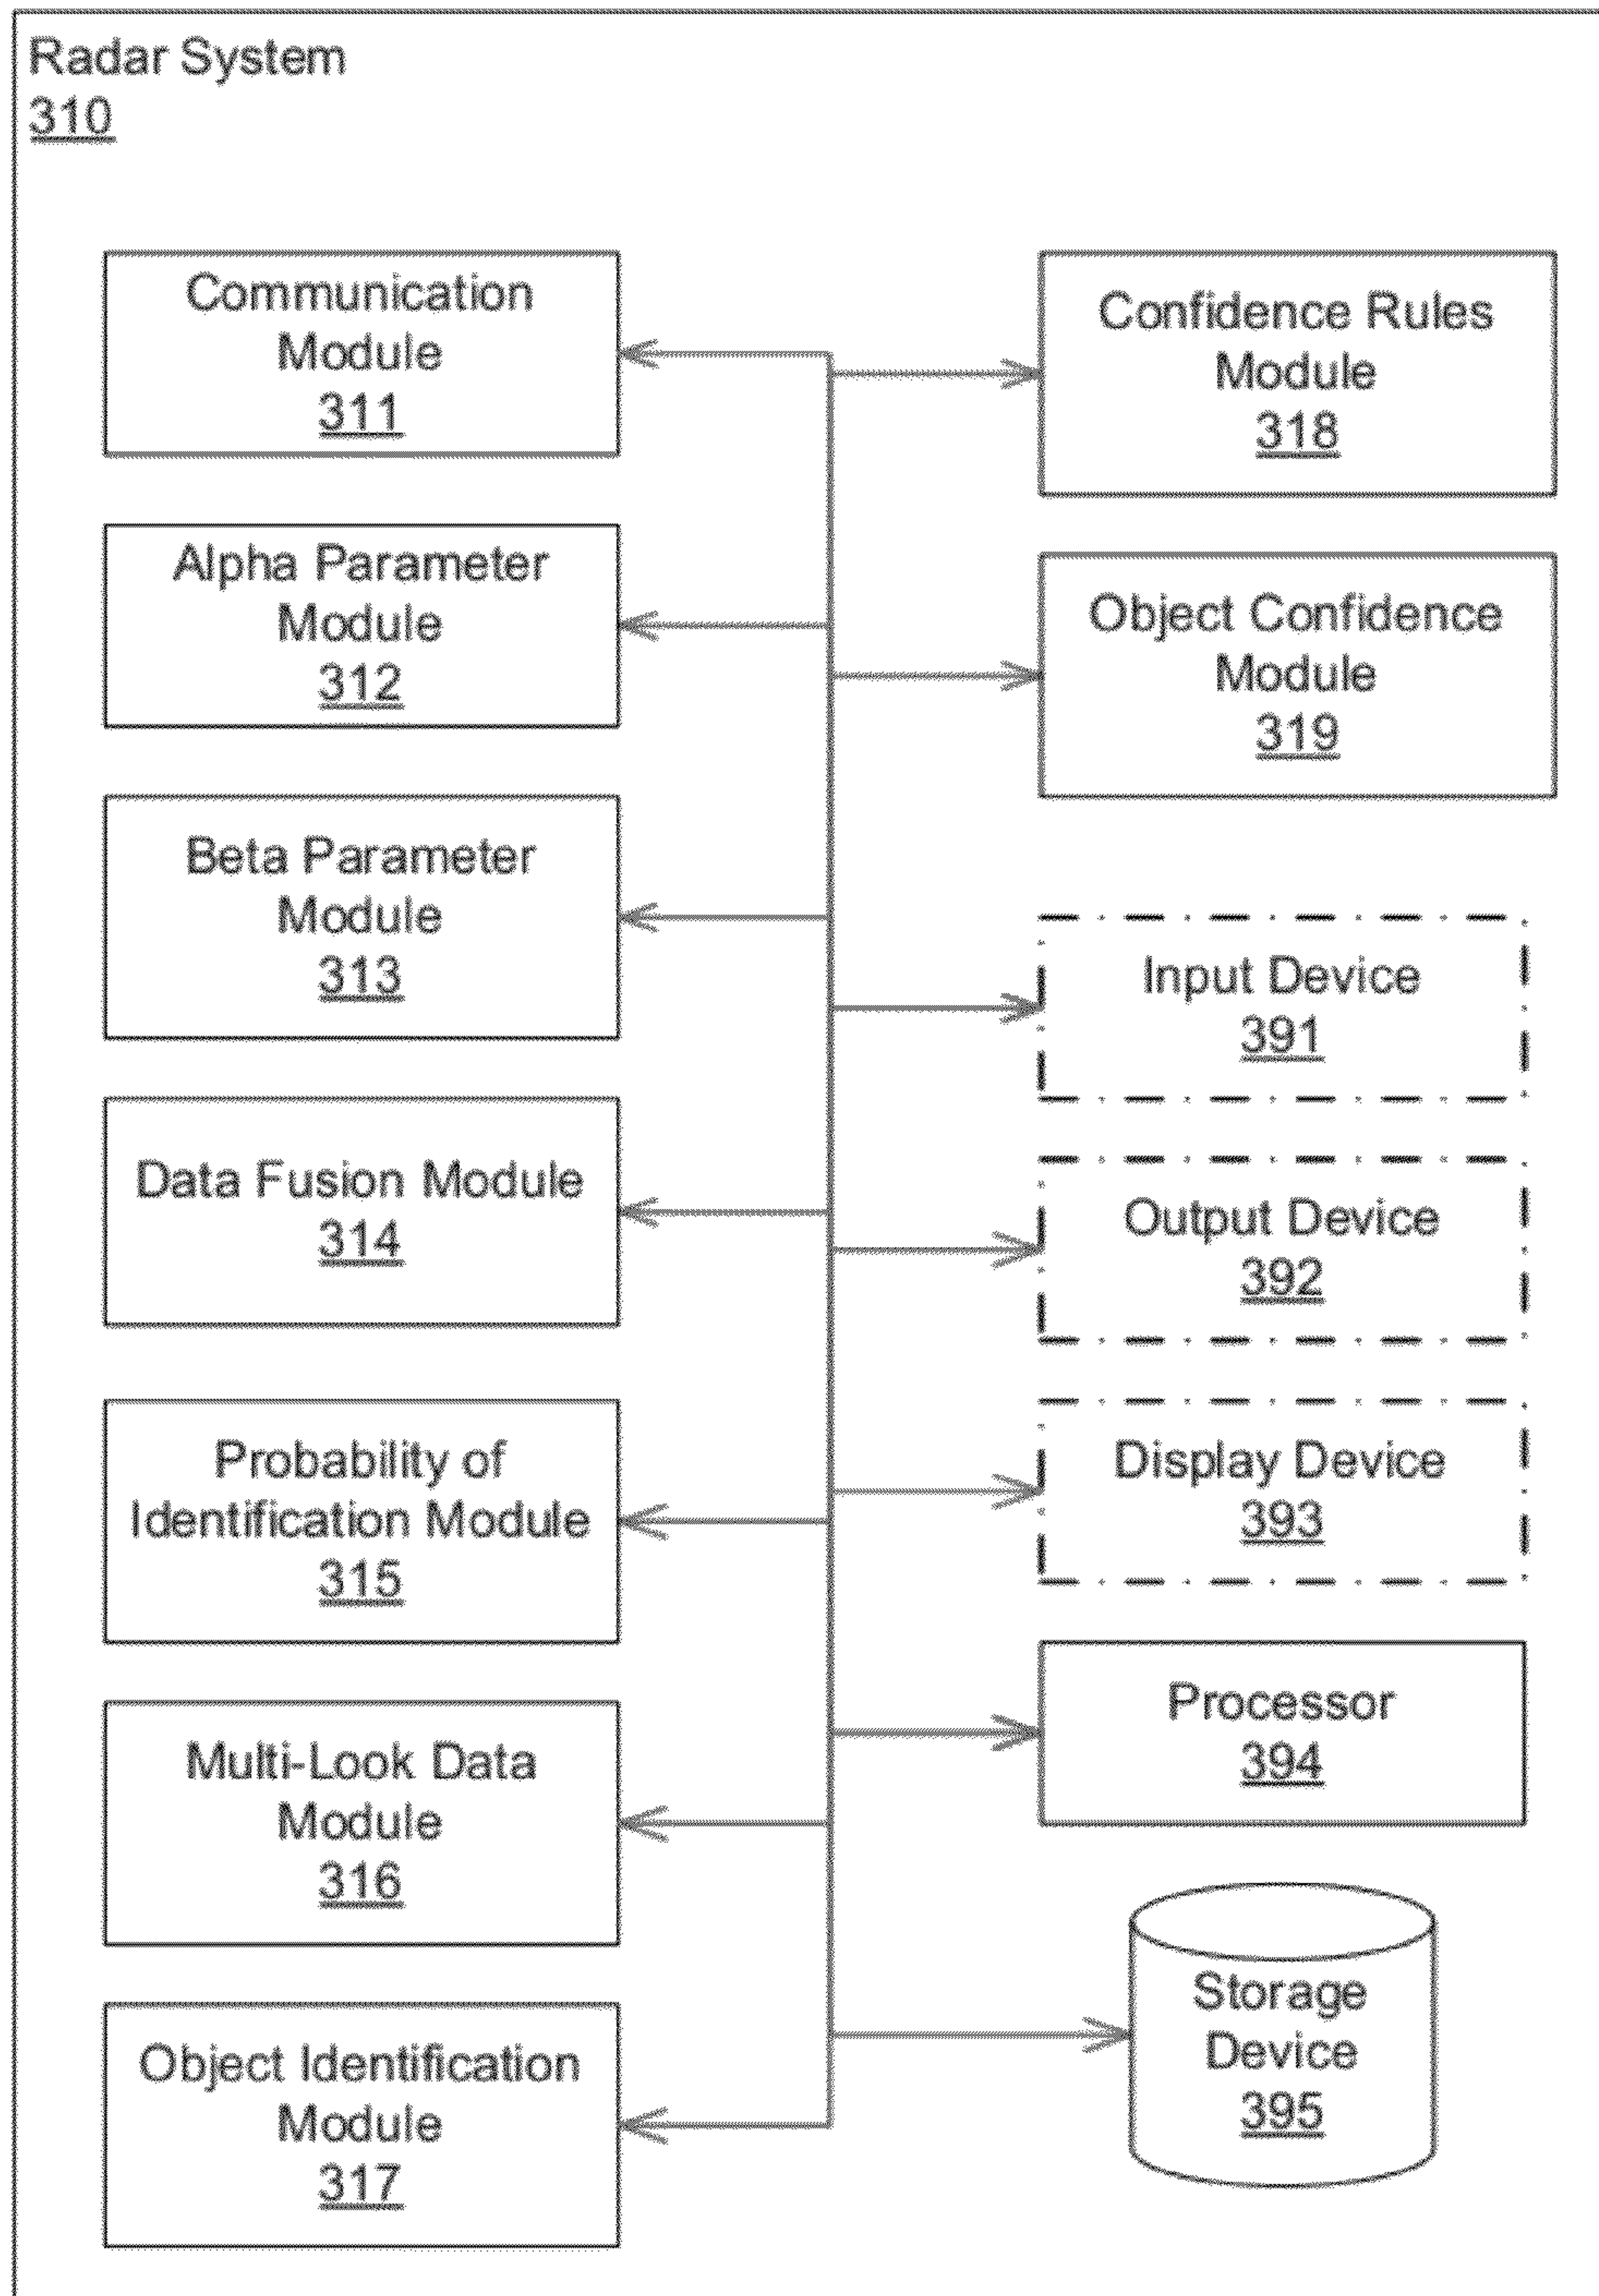 Radar System
310
Communication
Module
311
Alpha Parameter
Module
312
Beta Parameter
Module
313
Data Fusion Module
314
Probability of
Identification Module
315
Multi-Look Data
Module
316
Object Identification
Module
317
Confidence Rules
Module
318
Object Confidence
Module
319
Input Device
391
Output Device
392
Display Device
393
Processor
394
Storage
Device
395